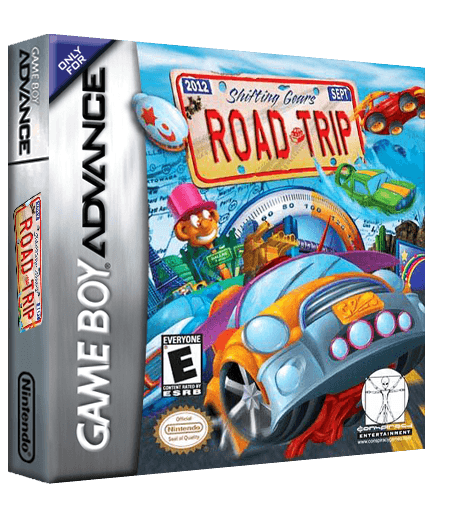 GAME BOY
ADVANCE
ROAD TRIP
Nintendo
ONLY
FOR
GAME BOY ADVANCE
2012
SEPT
Shifting Gears
ROAD TRIP
EVERYONE
E
CONTENT RATED BY
ESRB
Official
Nintendo
Seal of Quality
conspiracy
ENTERTAINMENT